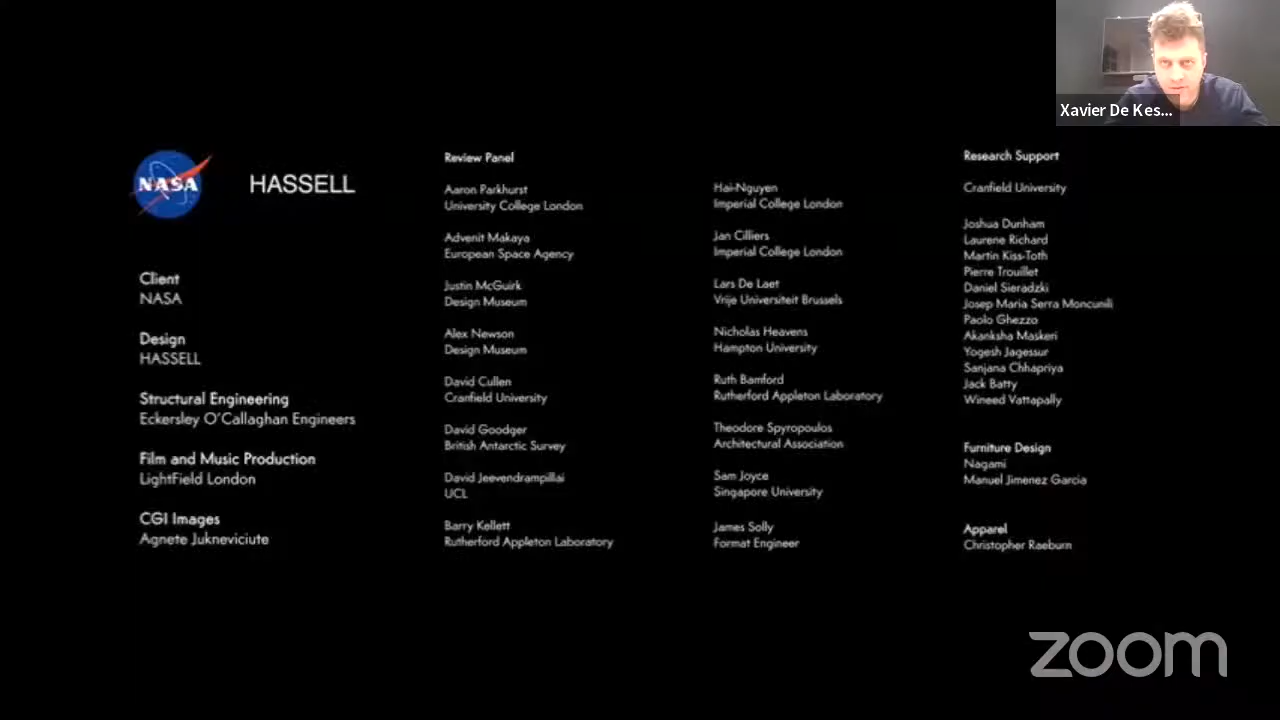 Xavier De Kes...
NASA
HASSELL
Client
NASA
Design
HASSELL
Structural Engineering
Eckersley O'Callaghan Engineers
Film and Music Production
LightField London
CGI Images
Agnete Jukneviciute
Review Panel
Aaron Parkhurst
University College London
Advenit Makaya
European Space Agency
Justin McGuirk
Design Museum
Alex Newson
Design Museum
David Cullen
Cranfield University
David Goodger
British Antarctic Survey
David Jeevendrampillai
UCL
Barry Kellett
Rutherford Appleton Laboratory
Hai-Nguyen
Imperial College London
Jan Cilliers
Imperial College London
Lars De Laet
Vrije Universiteit Brussels
Nicholas Heavens
Hampton University
Ruth Bamford
Rutherford Appleton Laboratory
Theodore Spyropoulos
Architectural Association
Sam Joyce
Singapore University
James Solly
Format Engineer
Research Support
Cranfield University
Joshua Dunham
Laurene Richard
Martin Kiss-Toth
Pierre Trouillet
Daniel Sieradzki
Josep Maria Serra Moncunill
Paolo Ghezzo
Akanksha Maskeri
Yogesh Jagessur
Sanjana Chhapriya
Jack Batty
Wineed Vattapally
Furniture Design
Nagami
Manuel Jimenez Garcia
Apparel
Christopher Raeburn
zoom